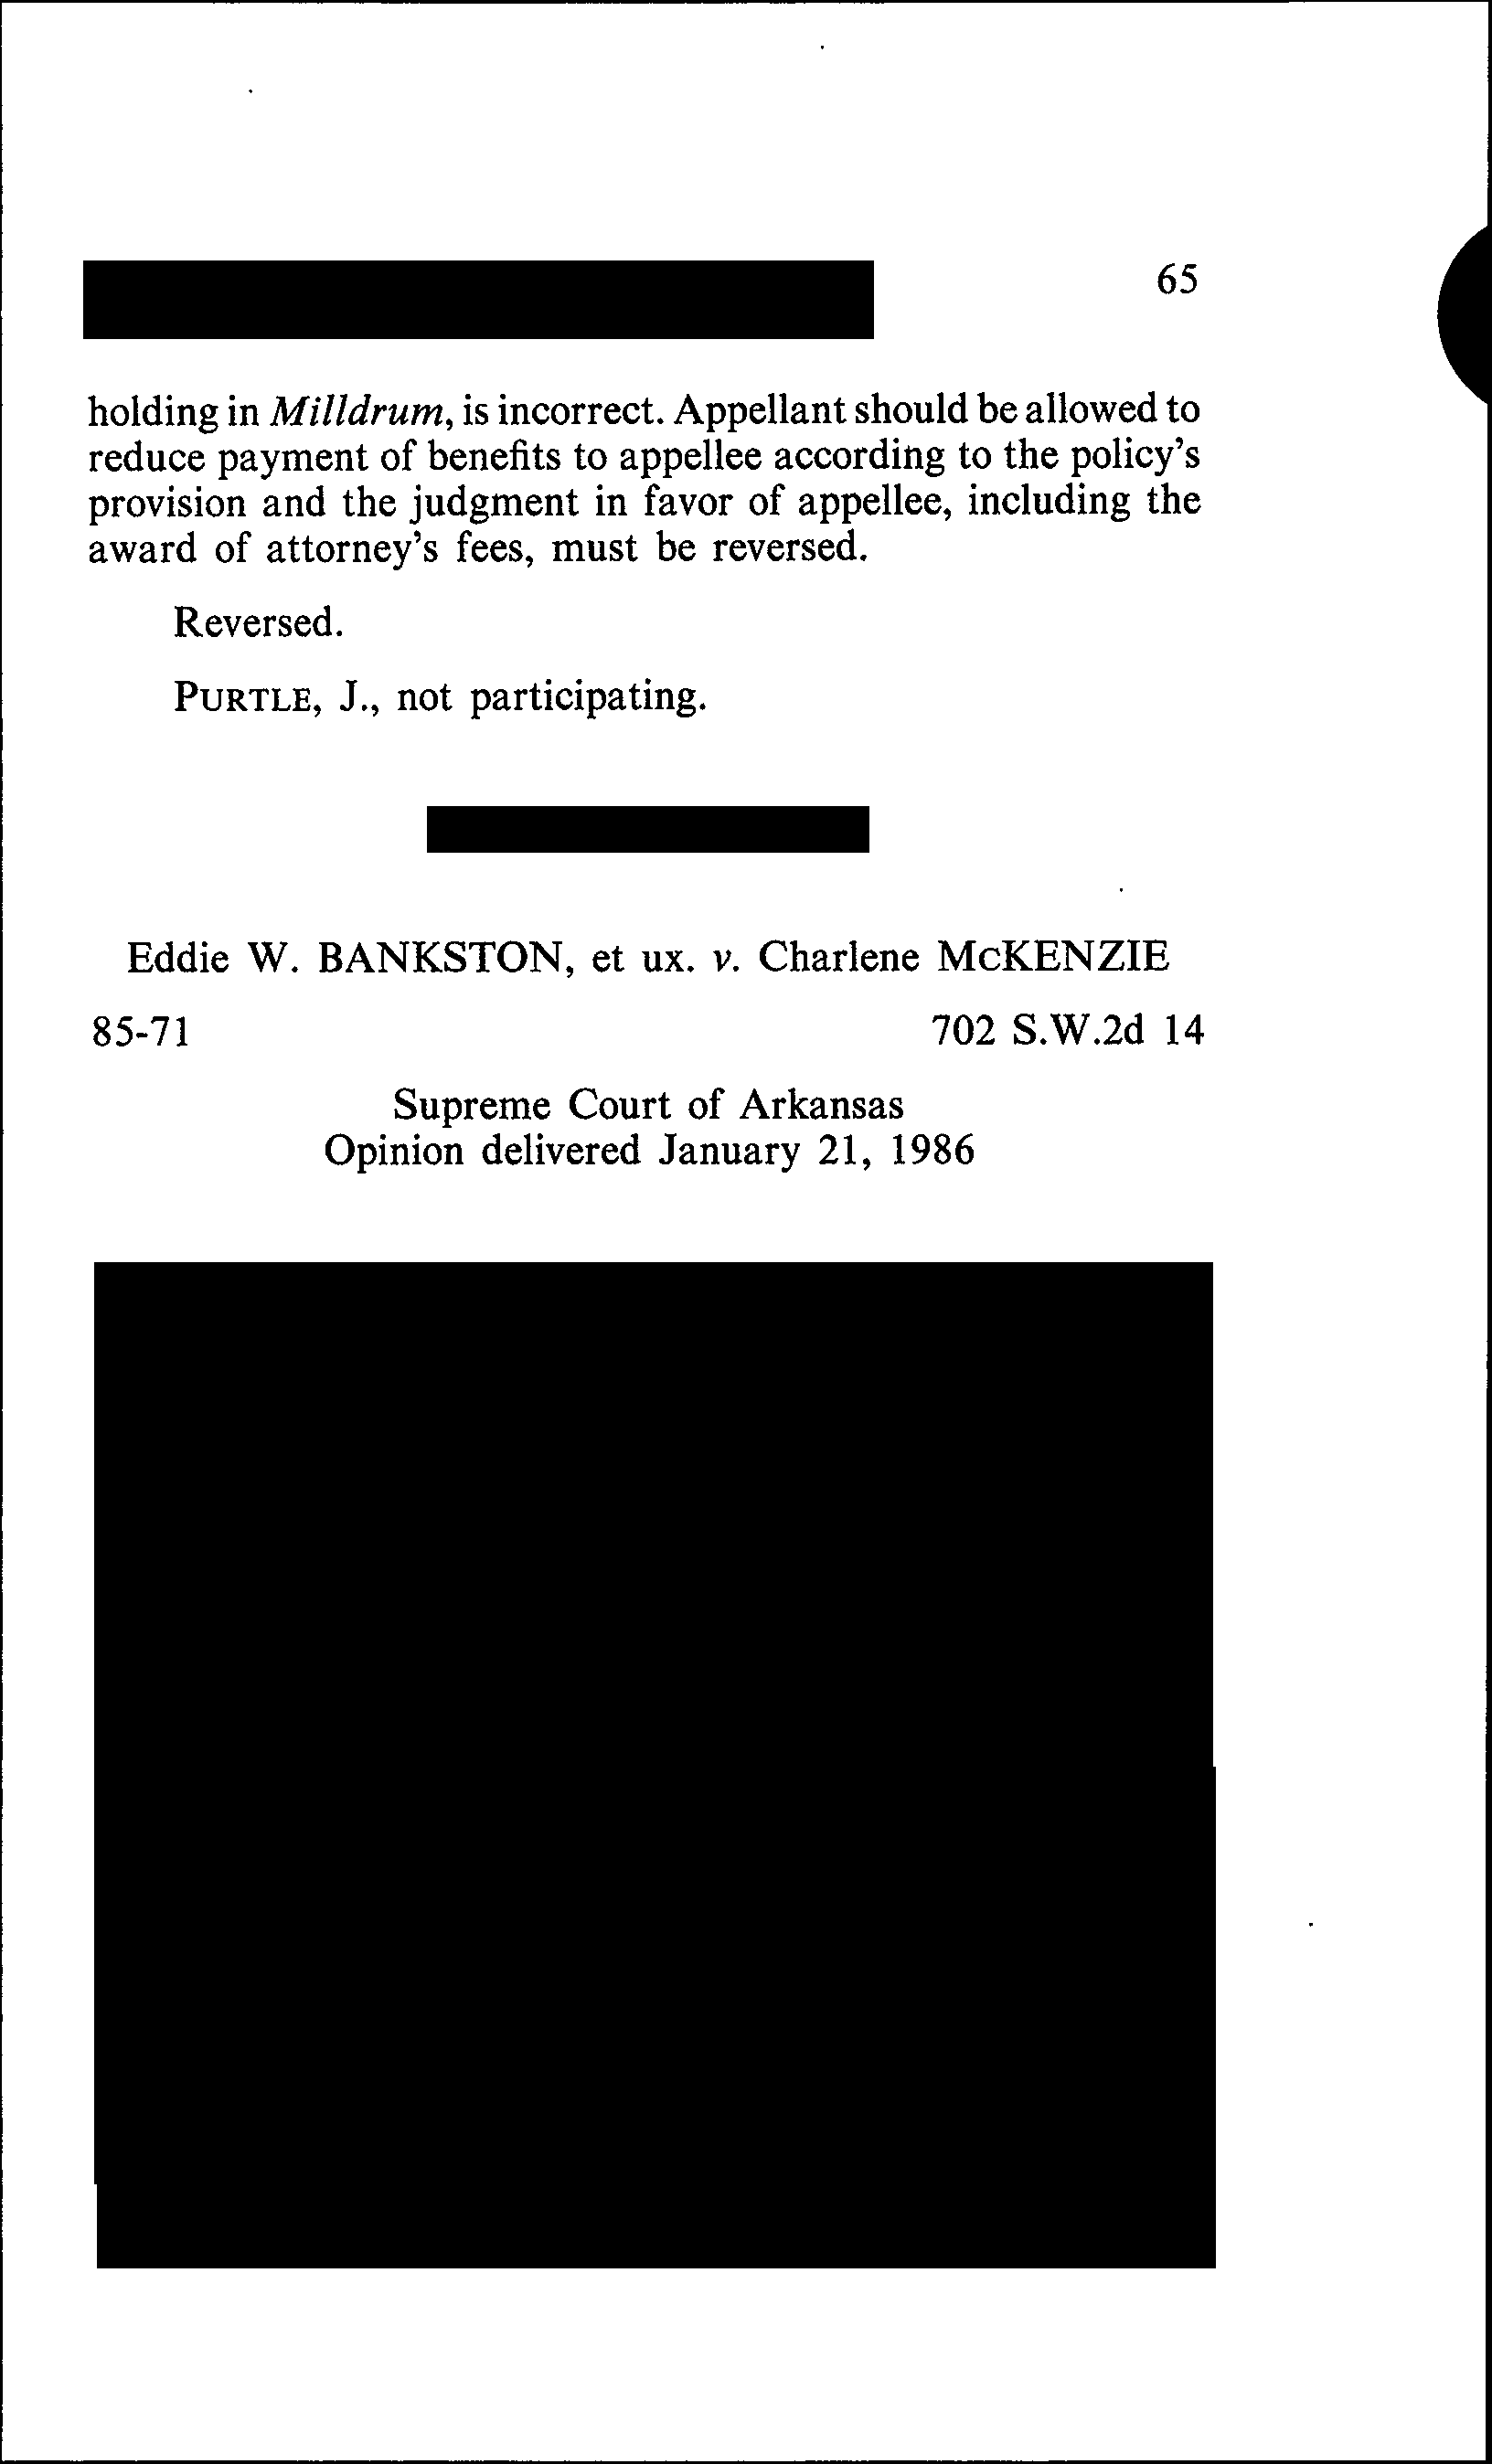 65
holding in Milldrum, is incorrect. Appellant should be allowed to
reduce payment of benefits to appellee according to the policy's
provision and the judgment in favor of appellee, including the
award of attorney's fees, must be reversed.
Reversed.
PURTLE, J., not participating.
Eddie W. BANKSTON, et ux. v. Charlene McKENZIE
85-71 702 S.W.2d 14
Supreme Court of Arkansas
Opinion delivered January 21, 1986